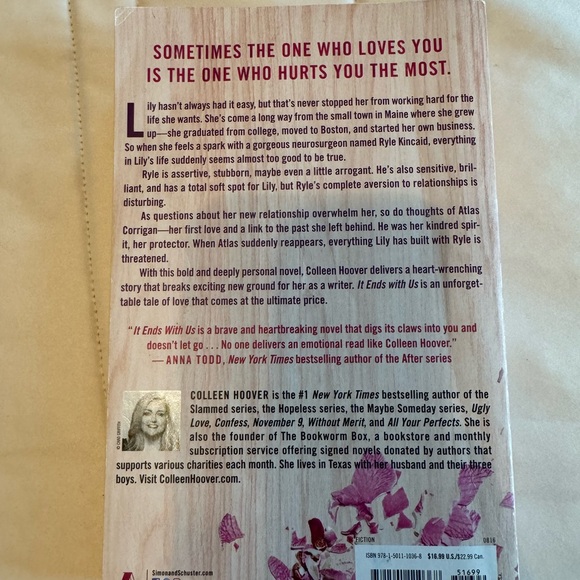 SOMETIMES THE ONE WHO LOVES YOU
IS THE ONE WHO HURTS YOU THE MOST.
Lily hasn't always had it easy, but that's never stopped her from working hard for the
life she wants. She's come a long way from the small town in Maine where she grew
up—she graduated from college, moved to Boston, and started her own business.
So when she feels a spark with a gorgeous neurosurgeon named Ryle Kincaid, everything
in Lily's life suddenly seems almost too good to be true.
Ryle is assertive, stubborn, maybe even a little arrogant. He's also sensitive, bril-
liant, and has a total soft spot for Lily, but Ryle's complete aversion to relationships is
disturbing.
As questions about her new relationship overwhelm her, so do thoughts of Atlas
Corrigan—her first love and a link to the past she left behind. He was her kindred spir-
it, her protector. When Atlas suddenly reappears, everything Lily has built with Ryle is
threatened.
With this bold and deeply personal novel, Colleen Hoover delivers a heart-wrenching
story that breaks exciting new ground for her as a writer. It Ends with Us is an unforget-
table tale of love that comes at the ultimate price.
"It Ends With Us is a brave and heartbreaking novel that digs its claws into you and
doesn't let go . . . No one delivers an emotional read like Colleen Hoover."
— ANNA TODD, New York Times bestselling author of the After series
COLLEEN HOOVER is the #1 New York Times bestselling author of the
Slammed series, the Hopeless series, the Maybe Someday series, Ugly
Love, Confess, November 9, Without Merit, and All Your Perfects. She is
also the founder of The Bookworm Box, a bookstore and monthly
subscription service offering signed novels donated by authors that
supports various charities each month. She lives in Texas with her husband and their three
boys. Visit ColleenHoover.com.
FICTION 0816
ISBN 978-1-5011-1036-8 $16.99 U.S./$22.99 Can.
51699
SimonandSchuster.com